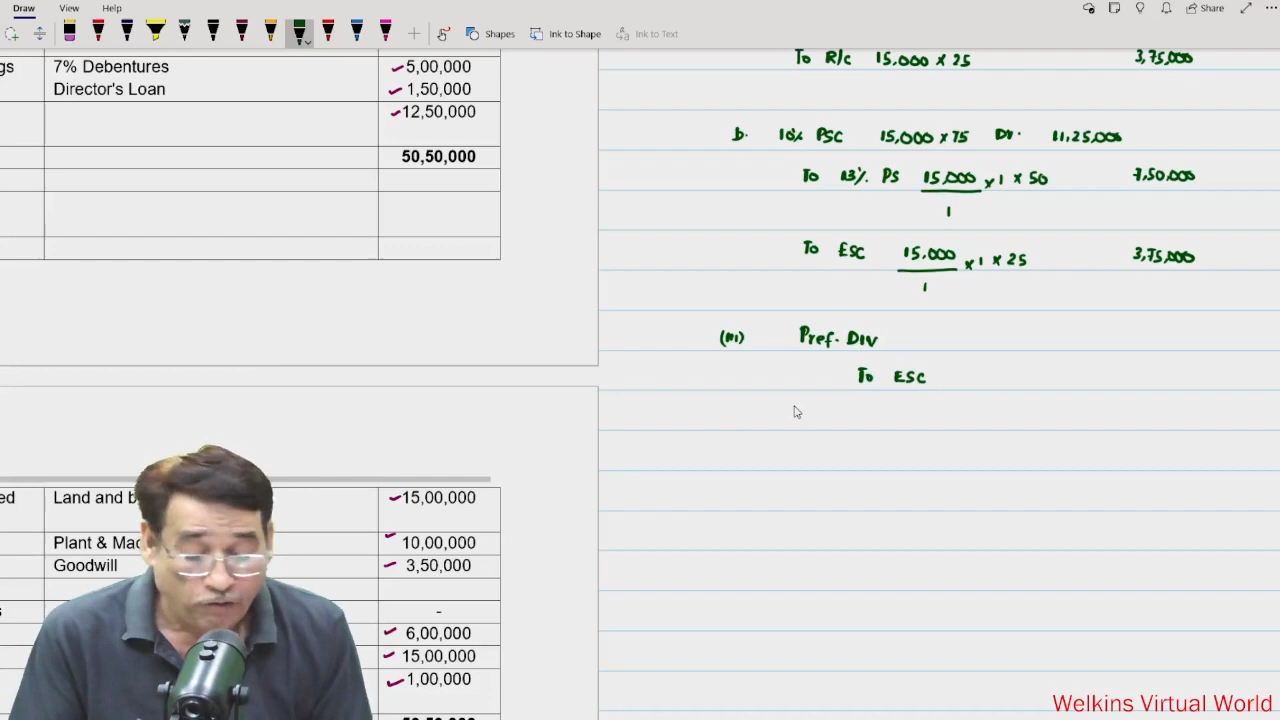 Draw View Help
Share
Shapes
Ink to Shape
Ink to Text
gs 7% Debentures 5,00,000
Director's Loan 1,50,000
12,50,000
50,50,000
ed Land and b 15,00,000
Plant & Mac 10,00,000
Goodwill 3,50,000
s -
6,00,000
15,00,000
1,00,000
50,50,000
To R/c 15,000 × 25 3,75,000
b. 10% PSC 15,000 × 75 Dr. 11,25,000
To 13% PS 15,000 × 1 × 50 7,50,000
1
To ESC 15,000 × 1 × 25 3,75,000
1
(III) Pref. Div
To ESC
Welkins Virtual World